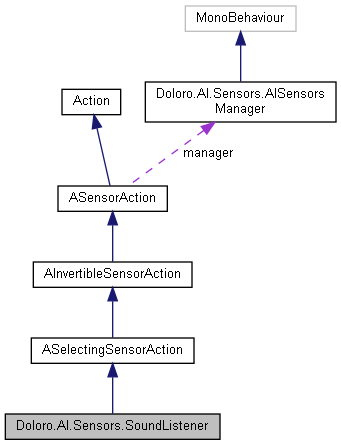 MonoBehaviour
Doloro.AI.Sensors.AISensors
Manager
Action
manager
ASensorAction
AInvertibleSensorAction
ASelectingSensorAction
Doloro.AI.Sensors.SoundListener